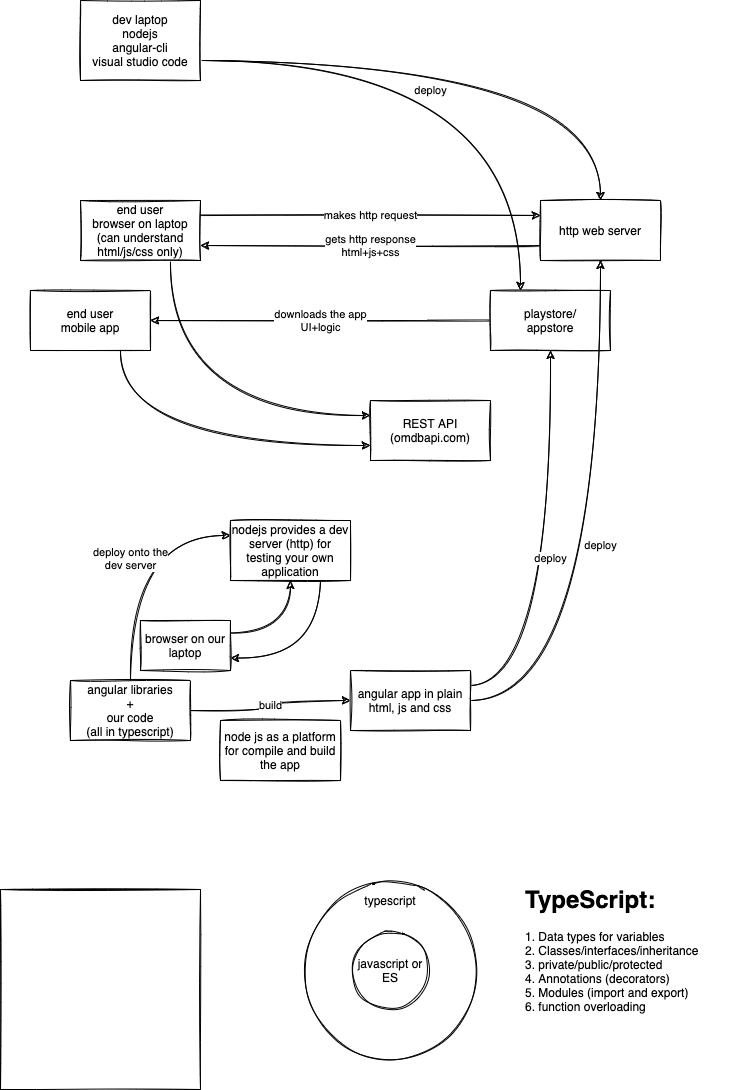 dev laptop
nodejs
angular-cli
visual studio code
deploy
end user
browser on laptop
(can understand
html/js/css only)
makes http request
gets http response
html+js+css
http web server
end user
mobile app
downloads the app
UI+logic
playstore/
appstore
REST API
(omdbapi.com)
nodejs provides a dev
server (http) for
testing your own
application
deploy onto the
dev server
deploy
deploy
browser on our
laptop
angular libraries
+
our code
(all in typescript)
build
angular app in plain
html, js and css
node js as a platform
for compile and build
the app
typescript
javascript or
ES
TypeScript:
1. Data types for variables
2. Classes/interfaces/inheritance
3. private/public/protected
4. Annotations (decorators)
5. Modules (import and export)
6. function overloading